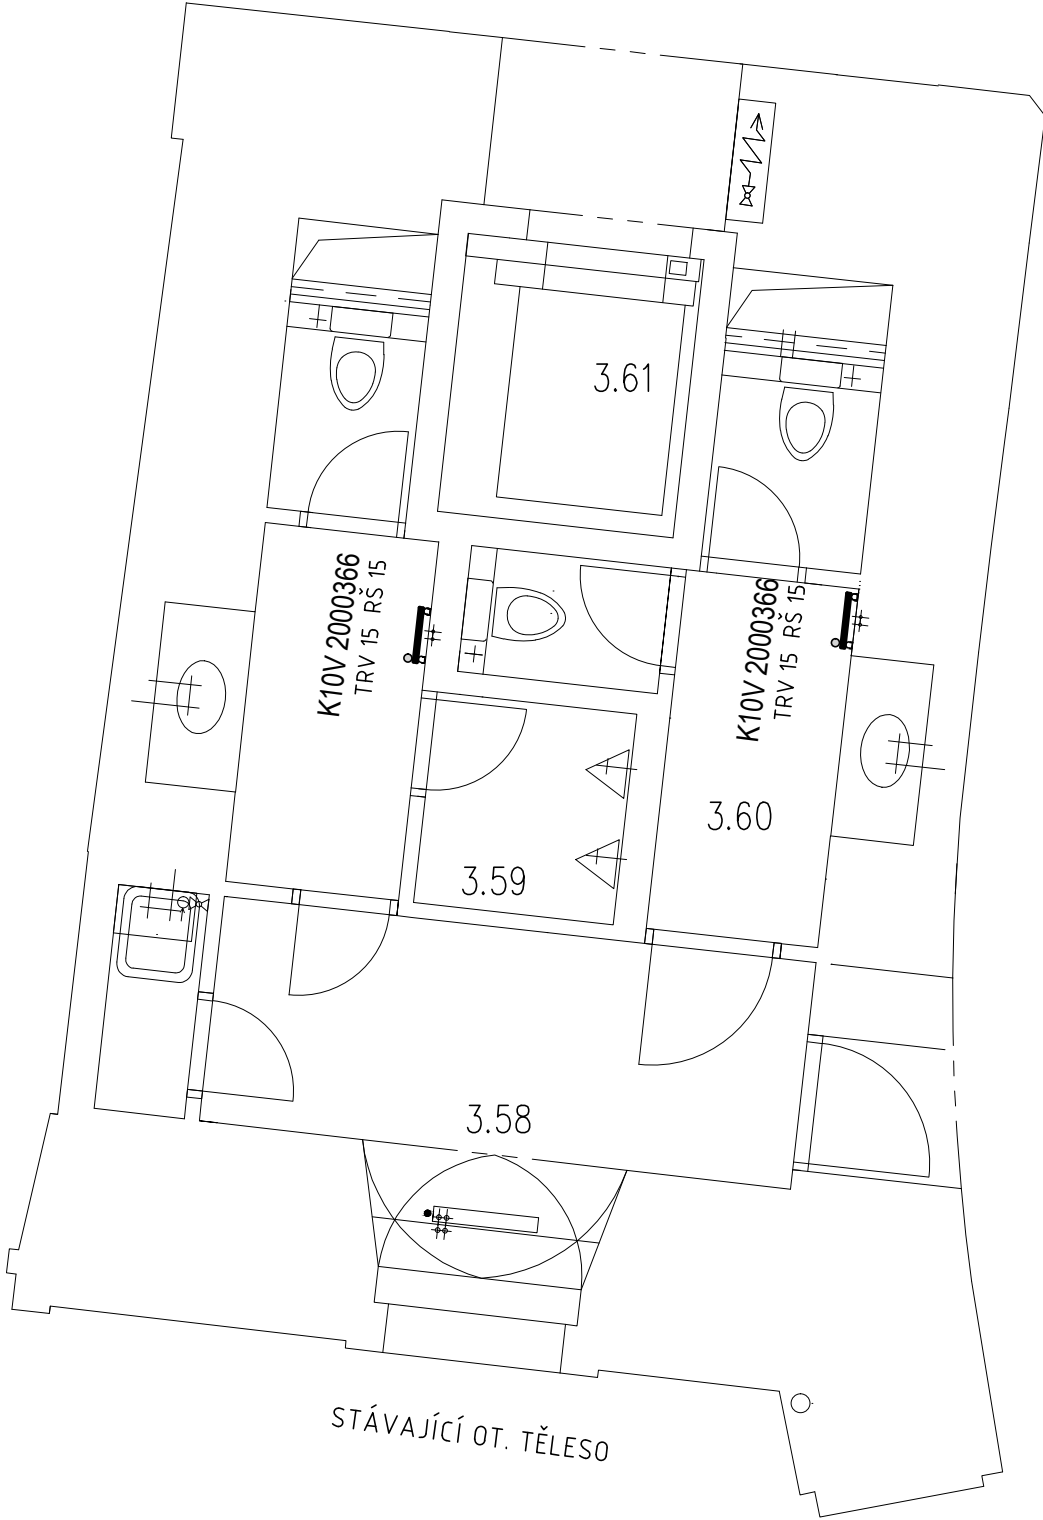 3.61
K10V 2000366
TRV 15 RŠ 15
K10V 2000366
TRV 15 RŠ 15
3.60
3.59
3.58
STÁVAJÍCÍ OT. TĚLESO